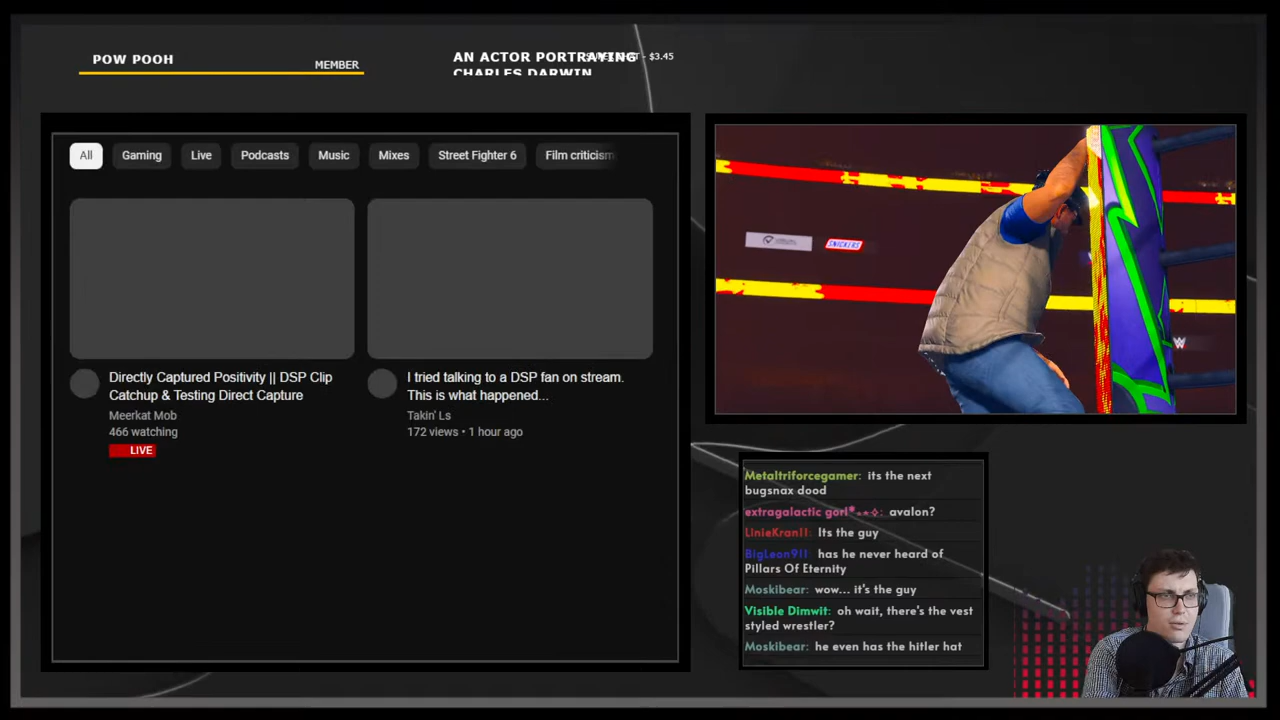 POW POOH
MEMBER
AN ACTOR PORTRAYING
- $3.45
CHARLES DARWIN
All
Gaming
Live
Podcasts
Music
Mixes
Street Fighter 6
Film criticism
Directly Captured Positivity || DSP Clip
Catchup & Testing Direct Capture
Meerkat Mob
466 watching
LIVE
I tried talking to a DSP fan on stream.
This is what happened...
Takin' Ls
172 views • 1 hour ago
SNICKERS
W
Metaltriforcegamer: its the next
bugsnax dood
extragalactic gorl*˖₊⟡: avalon?
LinieKran11: Its the guy
BigLeon911: has he never heard of
Pillars Of Eternity
Moskibear: wow... it's the guy
Visible Dimwit: oh wait, there's the vest
styled wrestler?
Moskibear: he even has the hitler hat